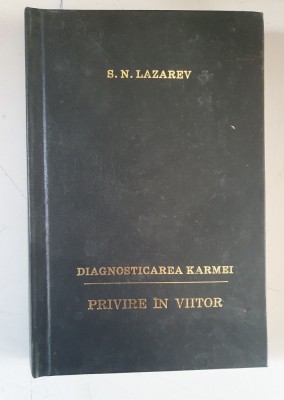 S. N. LAZAREV
DIAGNOSTICAREA KARMEI
PRIVIRE ÎN VIITOR